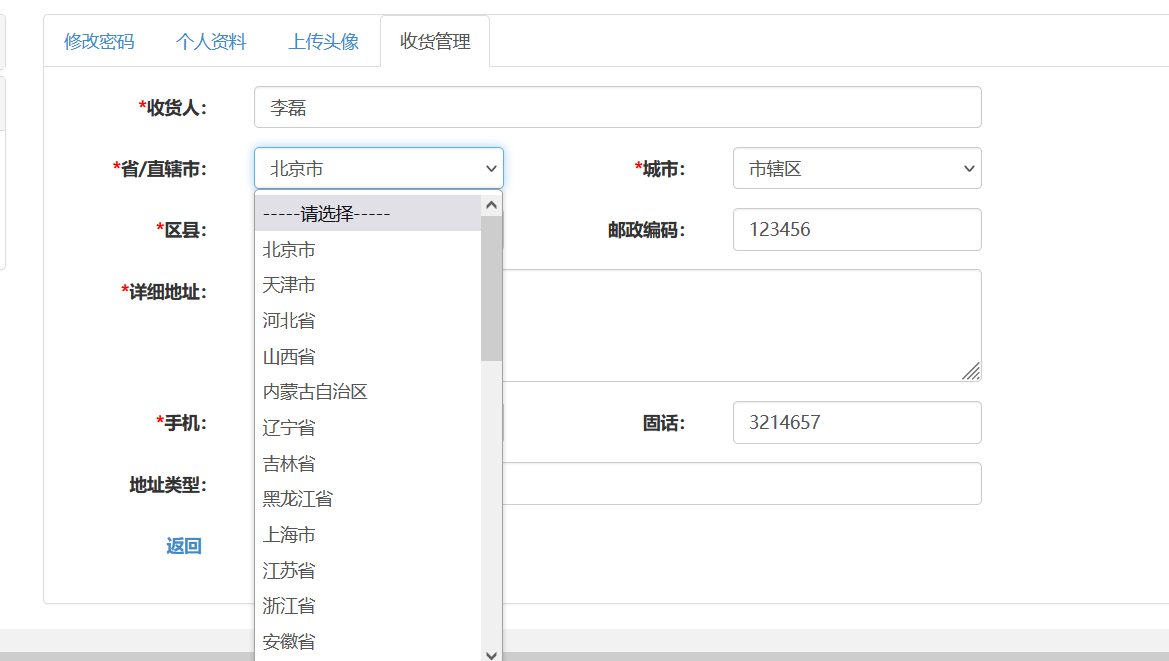 修改密码 个人资料 上传头像 收货管理
*收货人： 李磊
*省/直辖市： 北京市 *城市： 市辖区
-----请选择-----
*区县： 邮政编码： 123456
北京市
天津市
*详细地址：
河北省
山西省
内蒙古自治区
*手机： 固话： 3214657
辽宁省
吉林省
地址类型：
黑龙江省
上海市
返回
江苏省
浙江省
安徽省